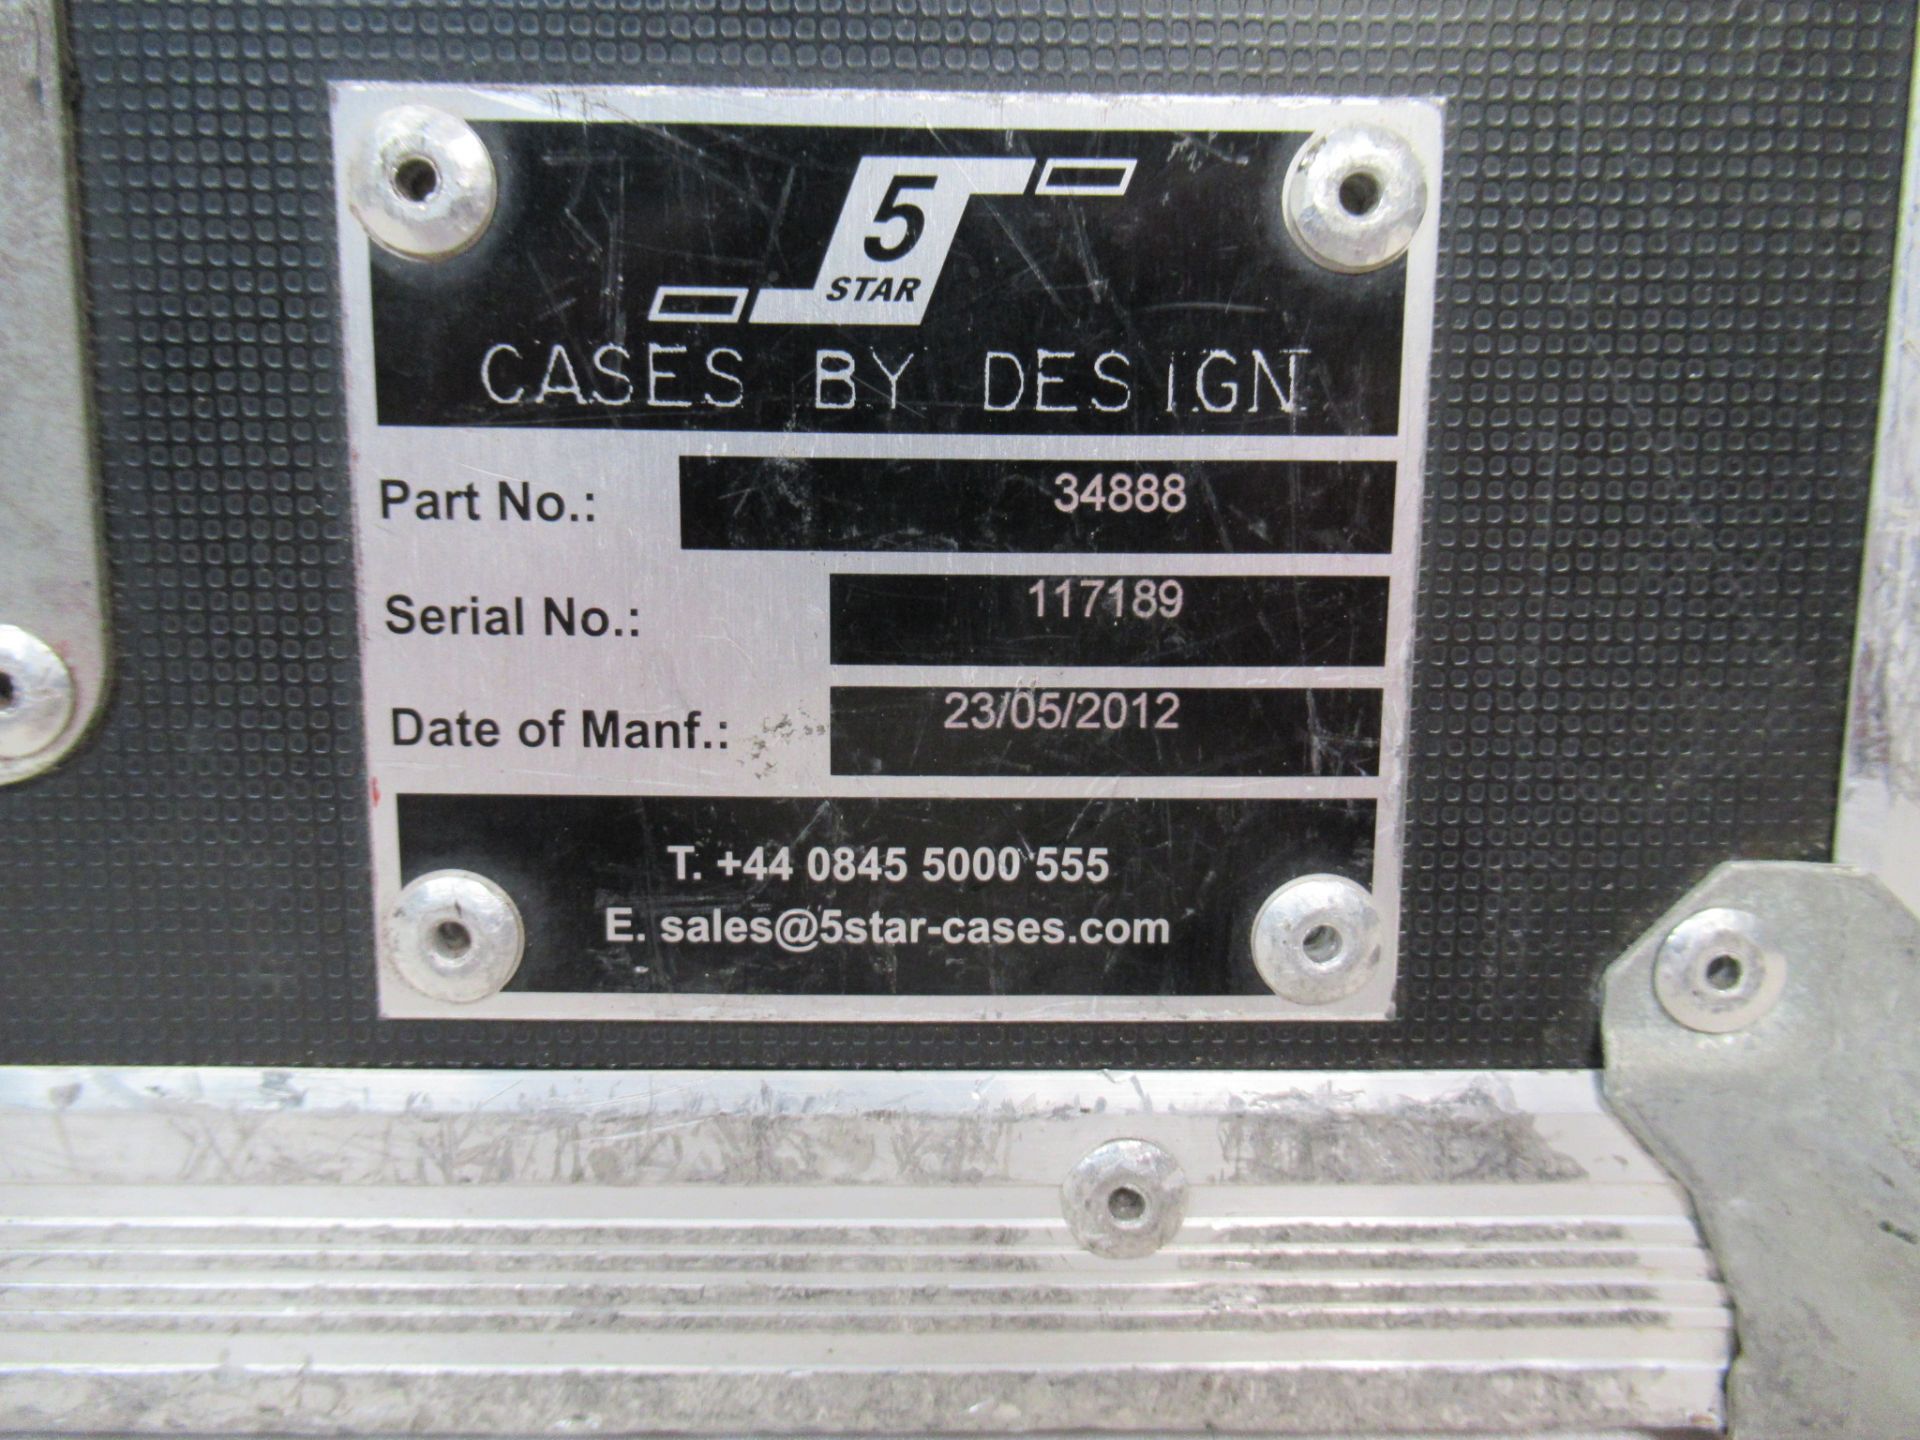 5
STAR
CASES BY DESIGN
Part No.: 34888
Serial No.: 117189
Date of Manf.: 23/05/2012
T. +44 0845 5000 555
E. sales@5star-cases.com